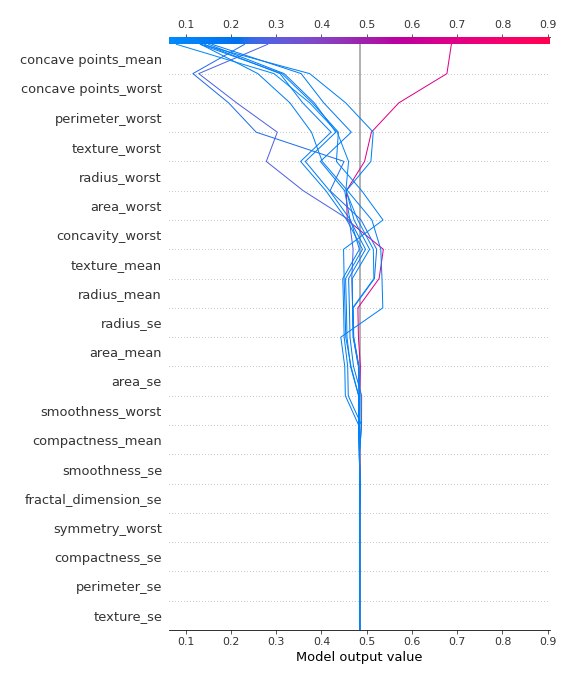 0.1 0.2 0.3 0.4 0.5 0.6 0.7 0.8 0.9
concave points_mean
concave points_worst
perimeter_worst
texture_worst
radius_worst
area_worst
concavity_worst
texture_mean
radius_mean
radius_se
area_mean
area_se
smoothness_worst
compactness_mean
smoothness_se
fractal_dimension_se
symmetry_worst
compactness_se
perimeter_se
texture_se
0.1 0.2 0.3 0.4 0.5 0.6 0.7 0.8 0.9
Model output value